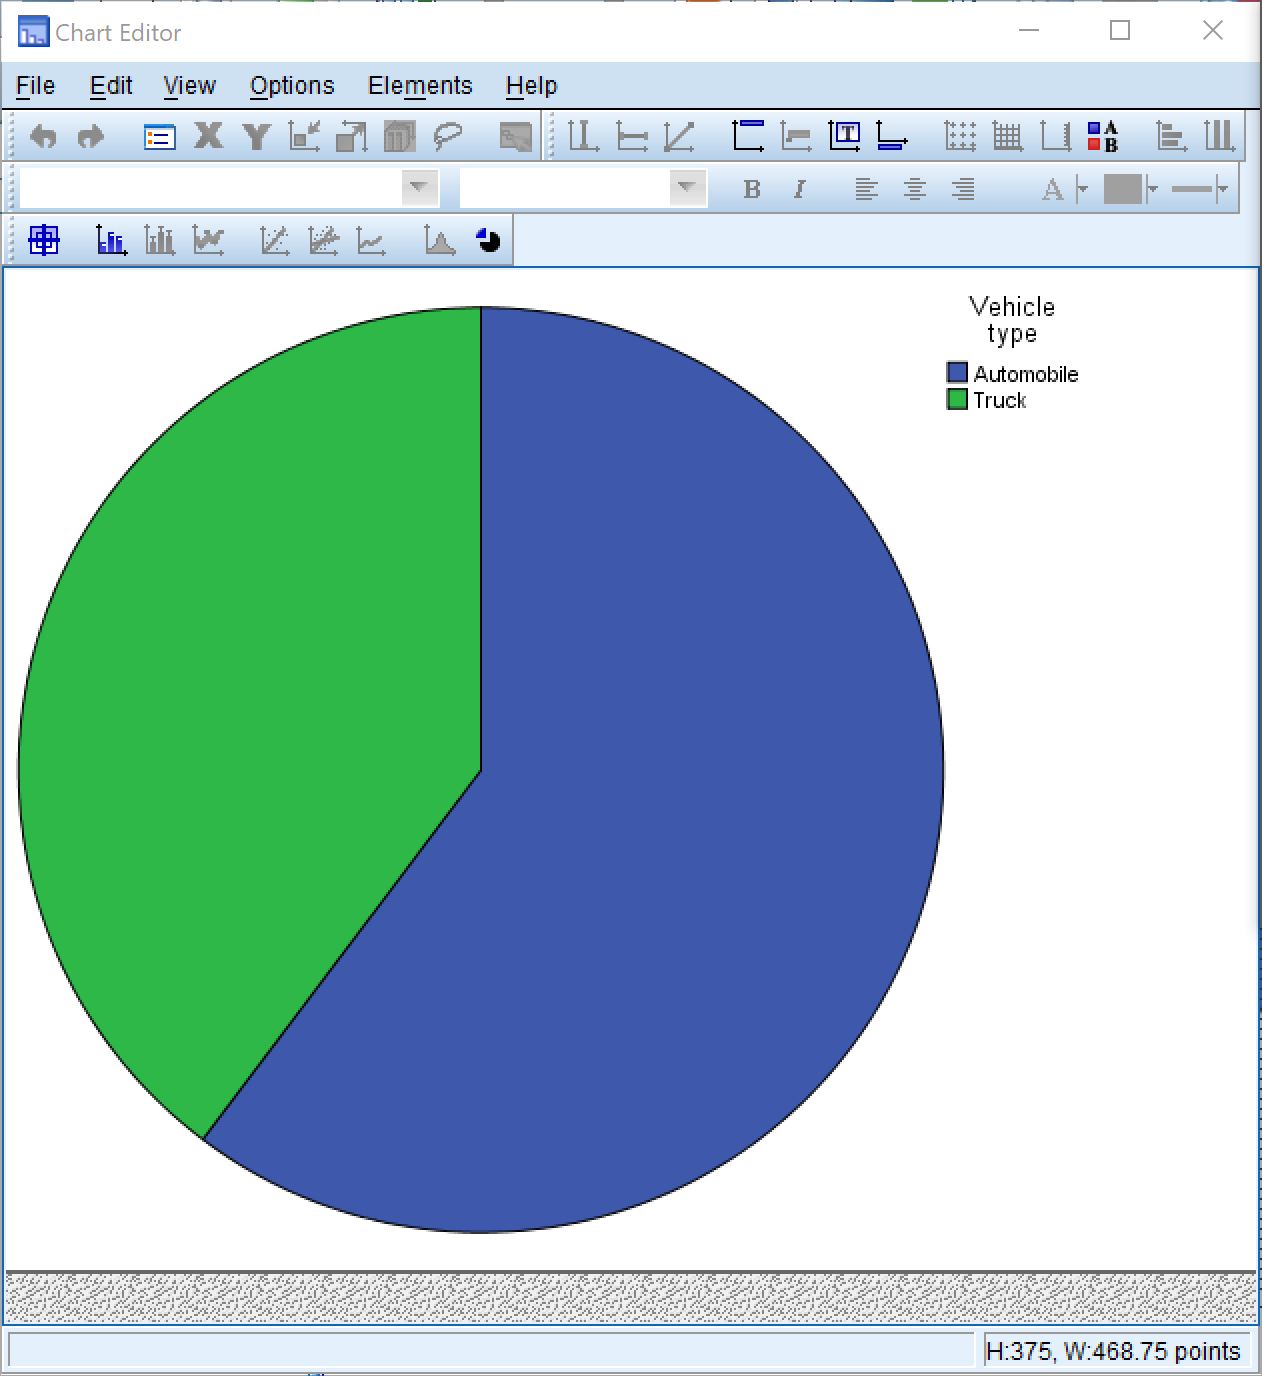 Chart Editor
File Edit View Options Elements Help
X Y T A B
B I A
Vehicle
type
Automobile
Truck
H:375, W:468.75 points